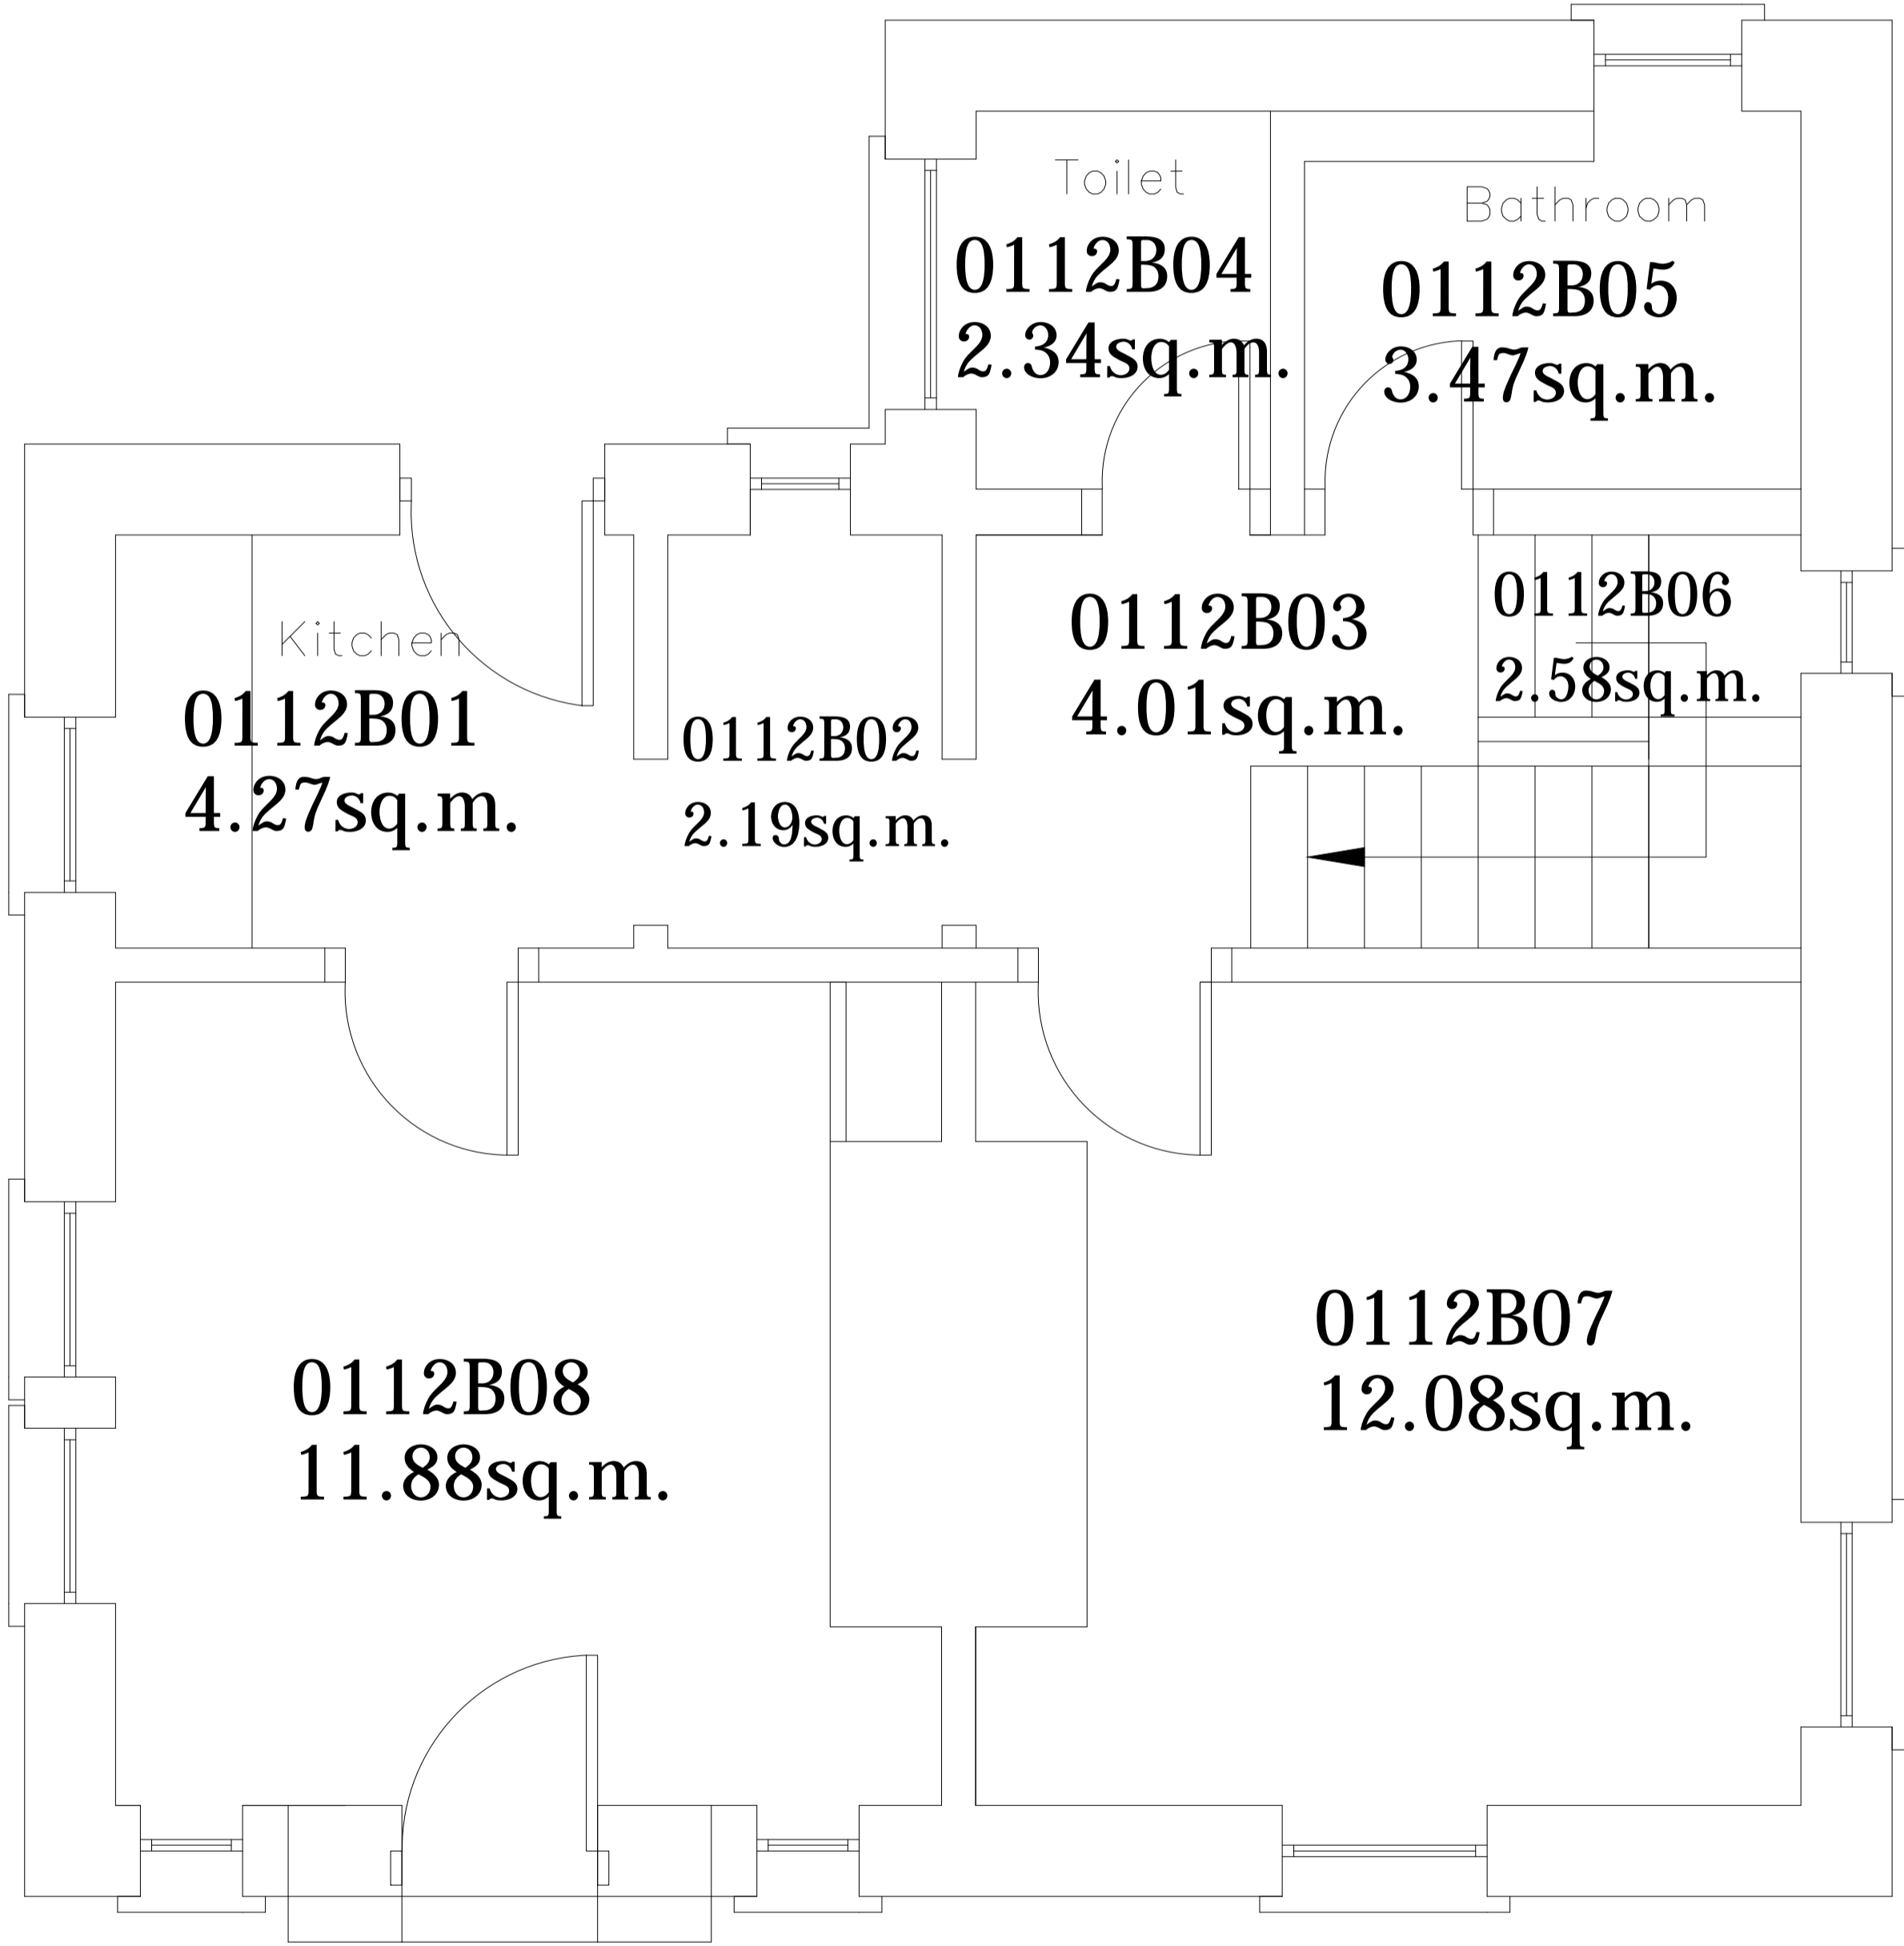 Toilet
0112B04
2.34sq.m.
Bathroom
0112B05
3.47sq.m.
Kitchen
0112B01
4.27sq.m.
0112B02
2.19sq.m.
0112B03
4.01sq.m.
0112B06
2.58sq.m.
0112B08
11.88sq.m.
0112B07
12.08sq.m.